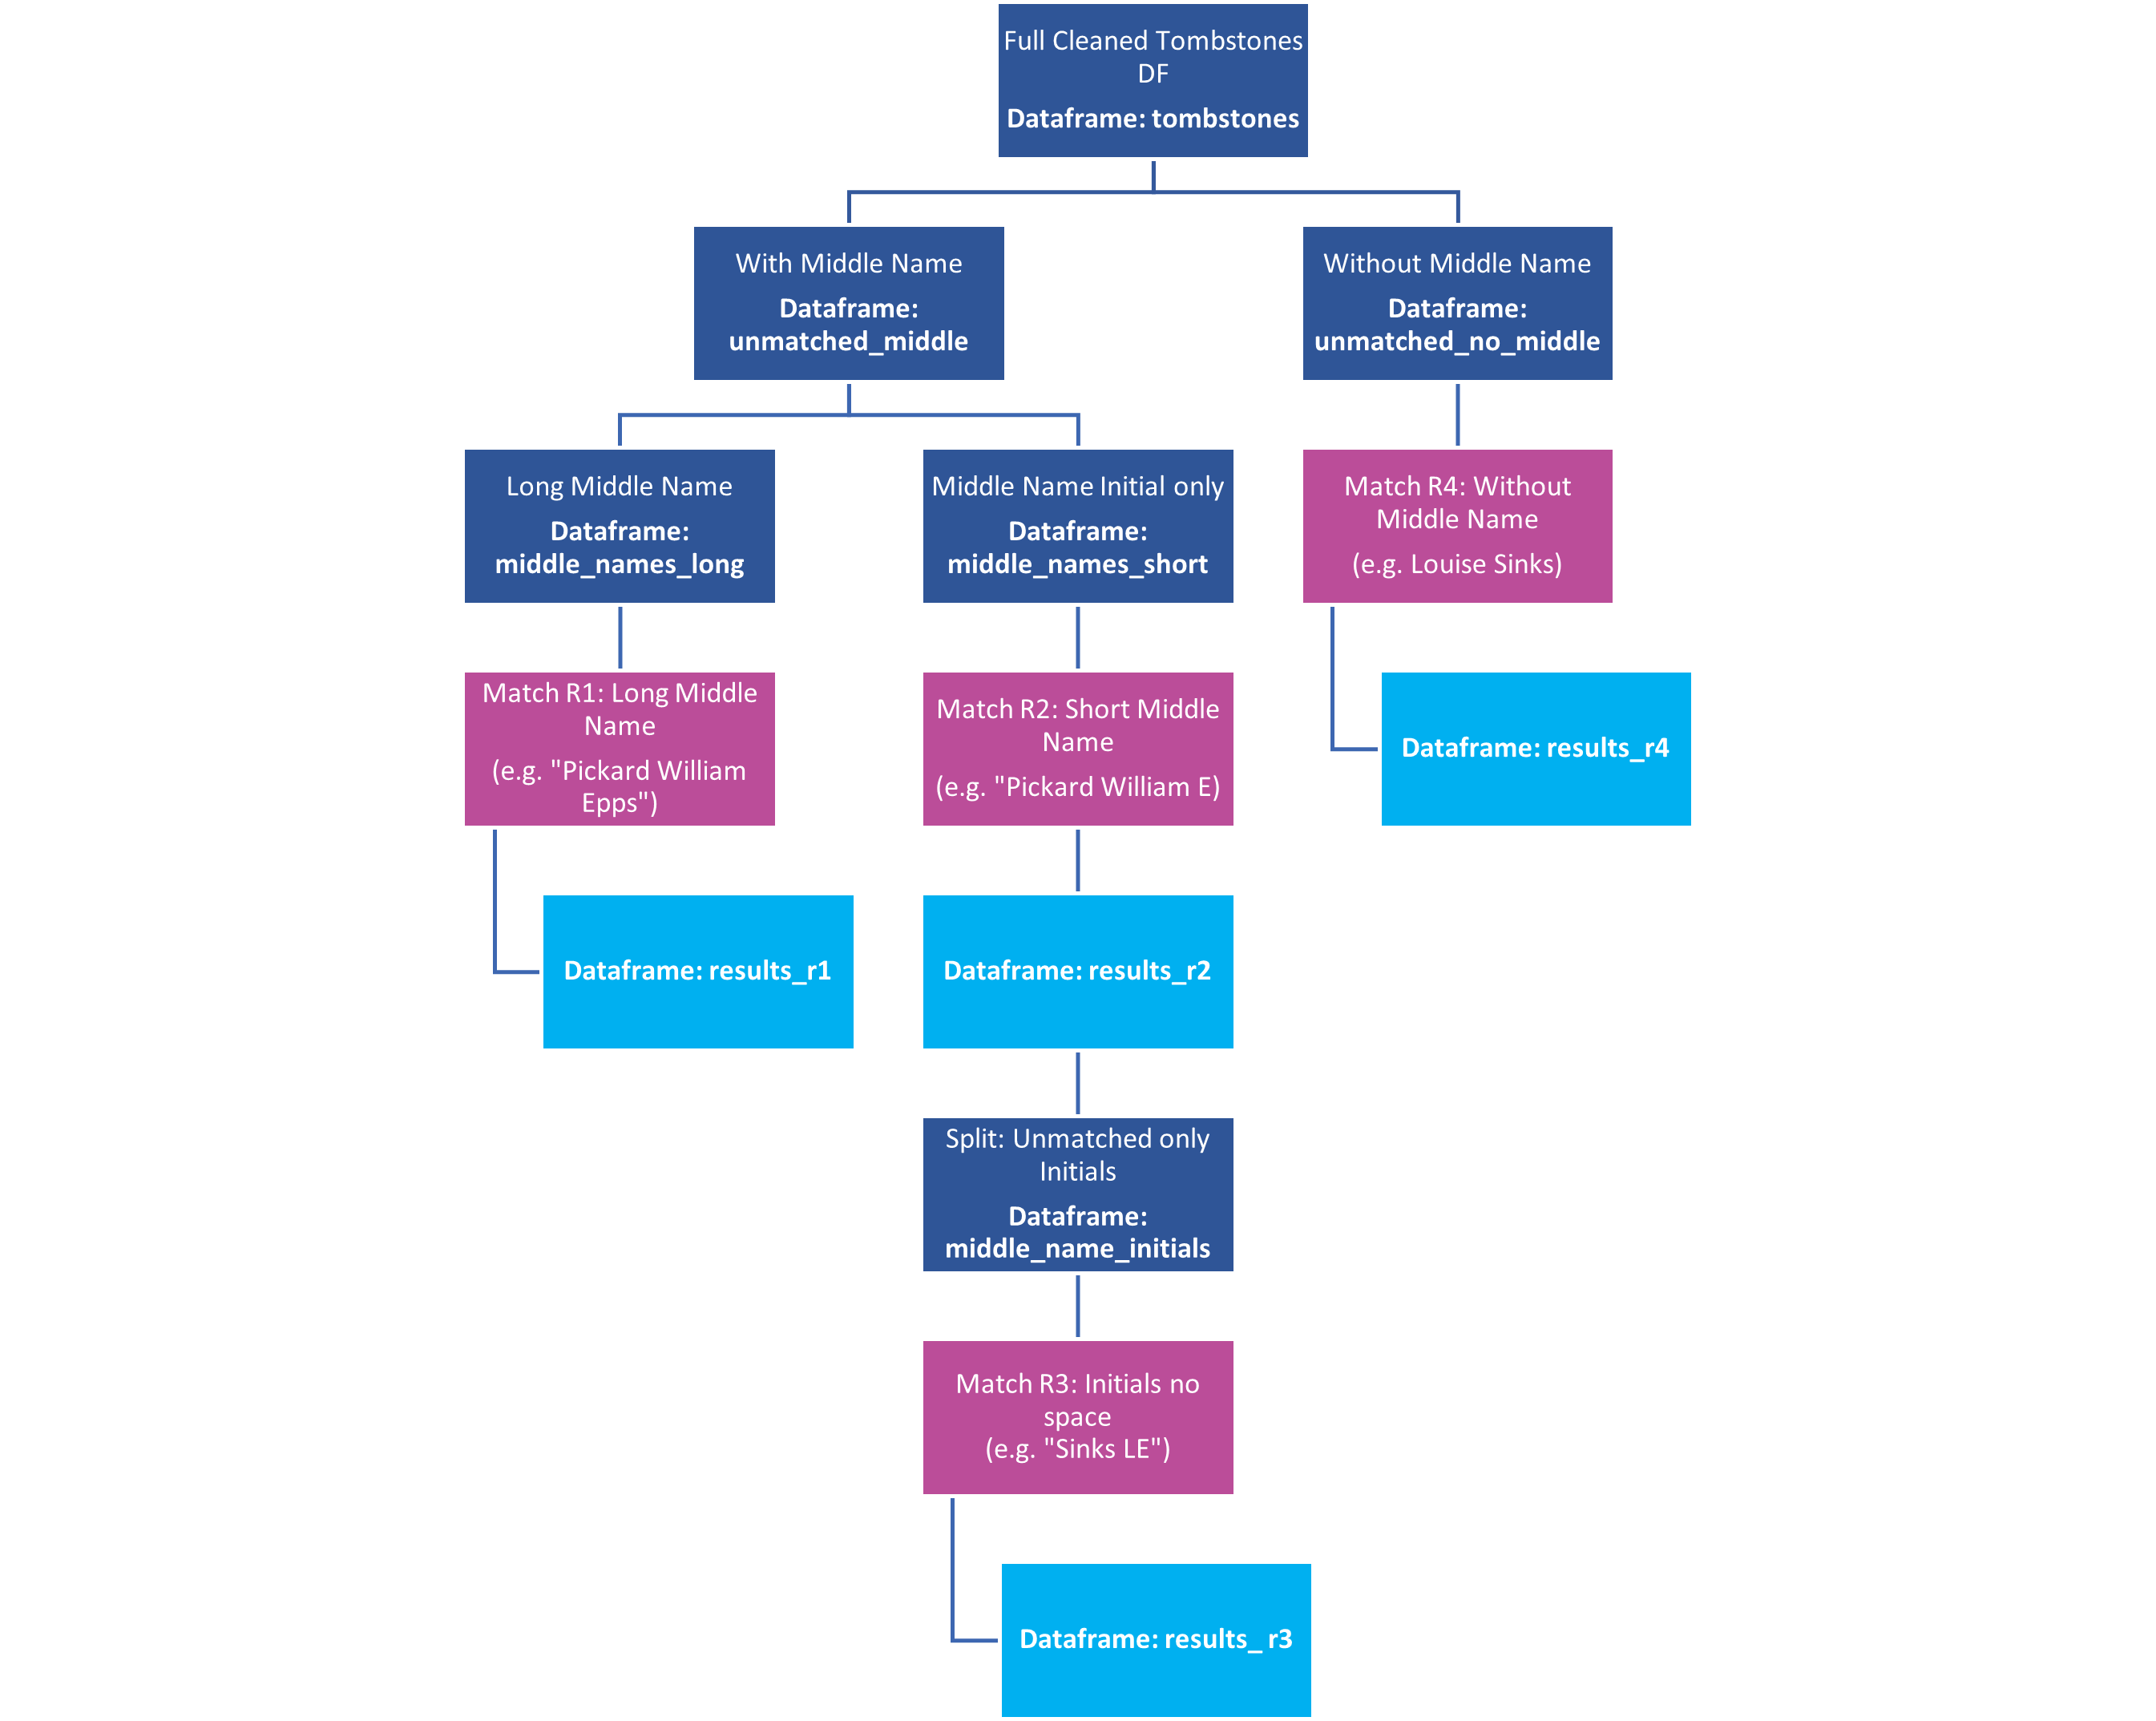 Full Cleaned Tombstones
DF
Dataframe: tombstones
With Middle Name
Dataframe:
unmatched_middle
Without Middle Name
Dataframe:
unmatched_no_middle
Long Middle Name
Dataframe:
middle_names_long
Middle Name Initial only
Dataframe:
middle_names_short
Match R4: Without
Middle Name
(e.g. Louise Sinks)
Match R1: Long Middle
Name
(e.g. "Pickard William
Epps")
Match R2: Short Middle
Name
(e.g. "Pickard William E)
Dataframe: results_r4
Dataframe: results_r1
Dataframe: results_r2
Split: Unmatched only
Initials
Dataframe:
middle_name_initials
Match R3: Initials no
space
(e.g. "Sinks LE")
Dataframe: results_ r3